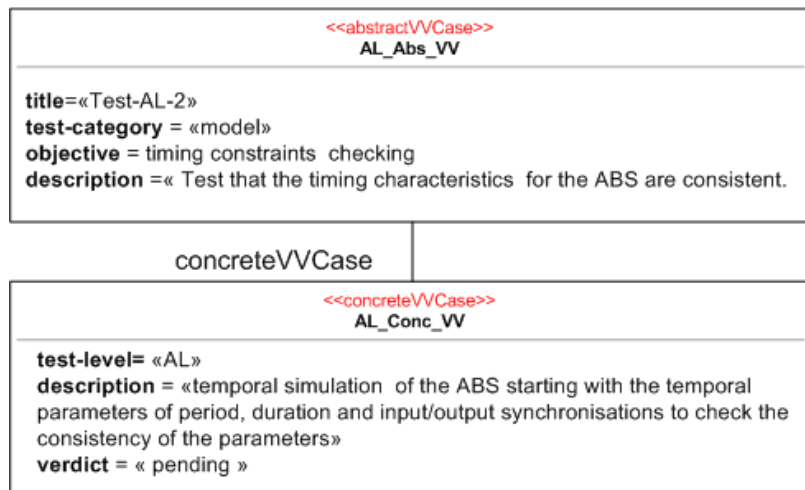 <<abstractVVCase>>
AL_Abs_VV
title=«Test-AL-2»
test-category = «model»
objective = timing constraints checking
description =« Test that the timing characteristics for the ABS are consistent.
concreteVVCase
<<concreteVVCase>>
AL_Conc_VV
test-level= «AL»
description = «temporal simulation of the ABS starting with the temporal
parameters of period, duration and input/output synchronisations to check the
consistency of the parameters»
verdict = « pending »